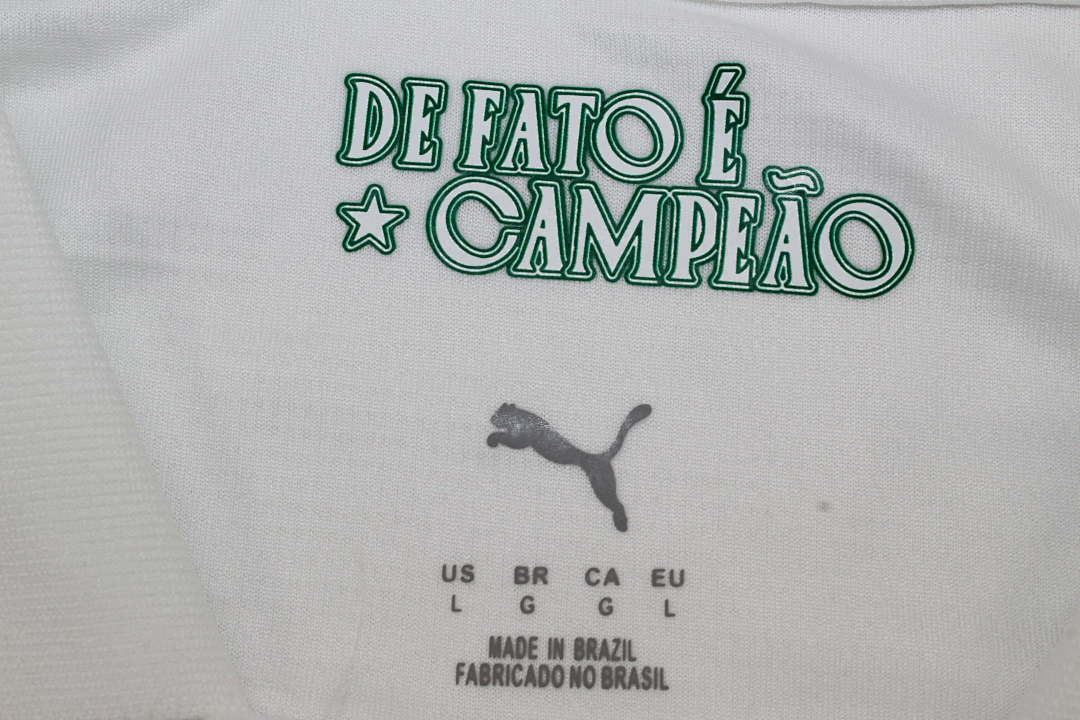 DE FATO É
CAMPEÃO
US BR CA EU
L G G L
MADE IN BRAZIL
FABRICADO NO BRASIL